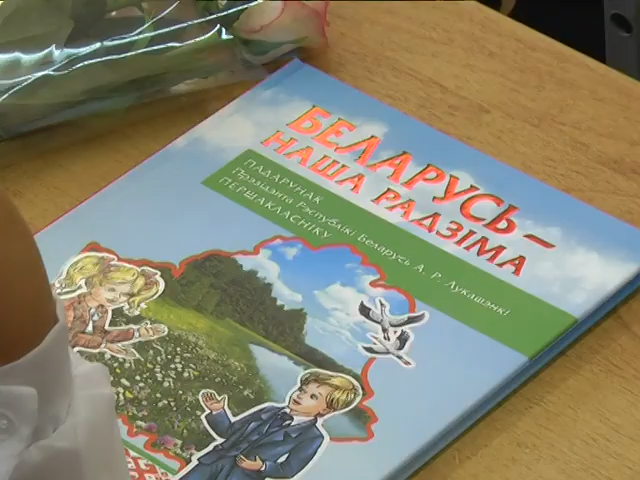 БЕЛАРУСЬ –
НАША РАДЗІМА
ПАДАРУНАК
Прэзідэнта Рэспублікі Беларусь А. Р. Лукашэнкі
ПЕРШАКЛАСНІКУ